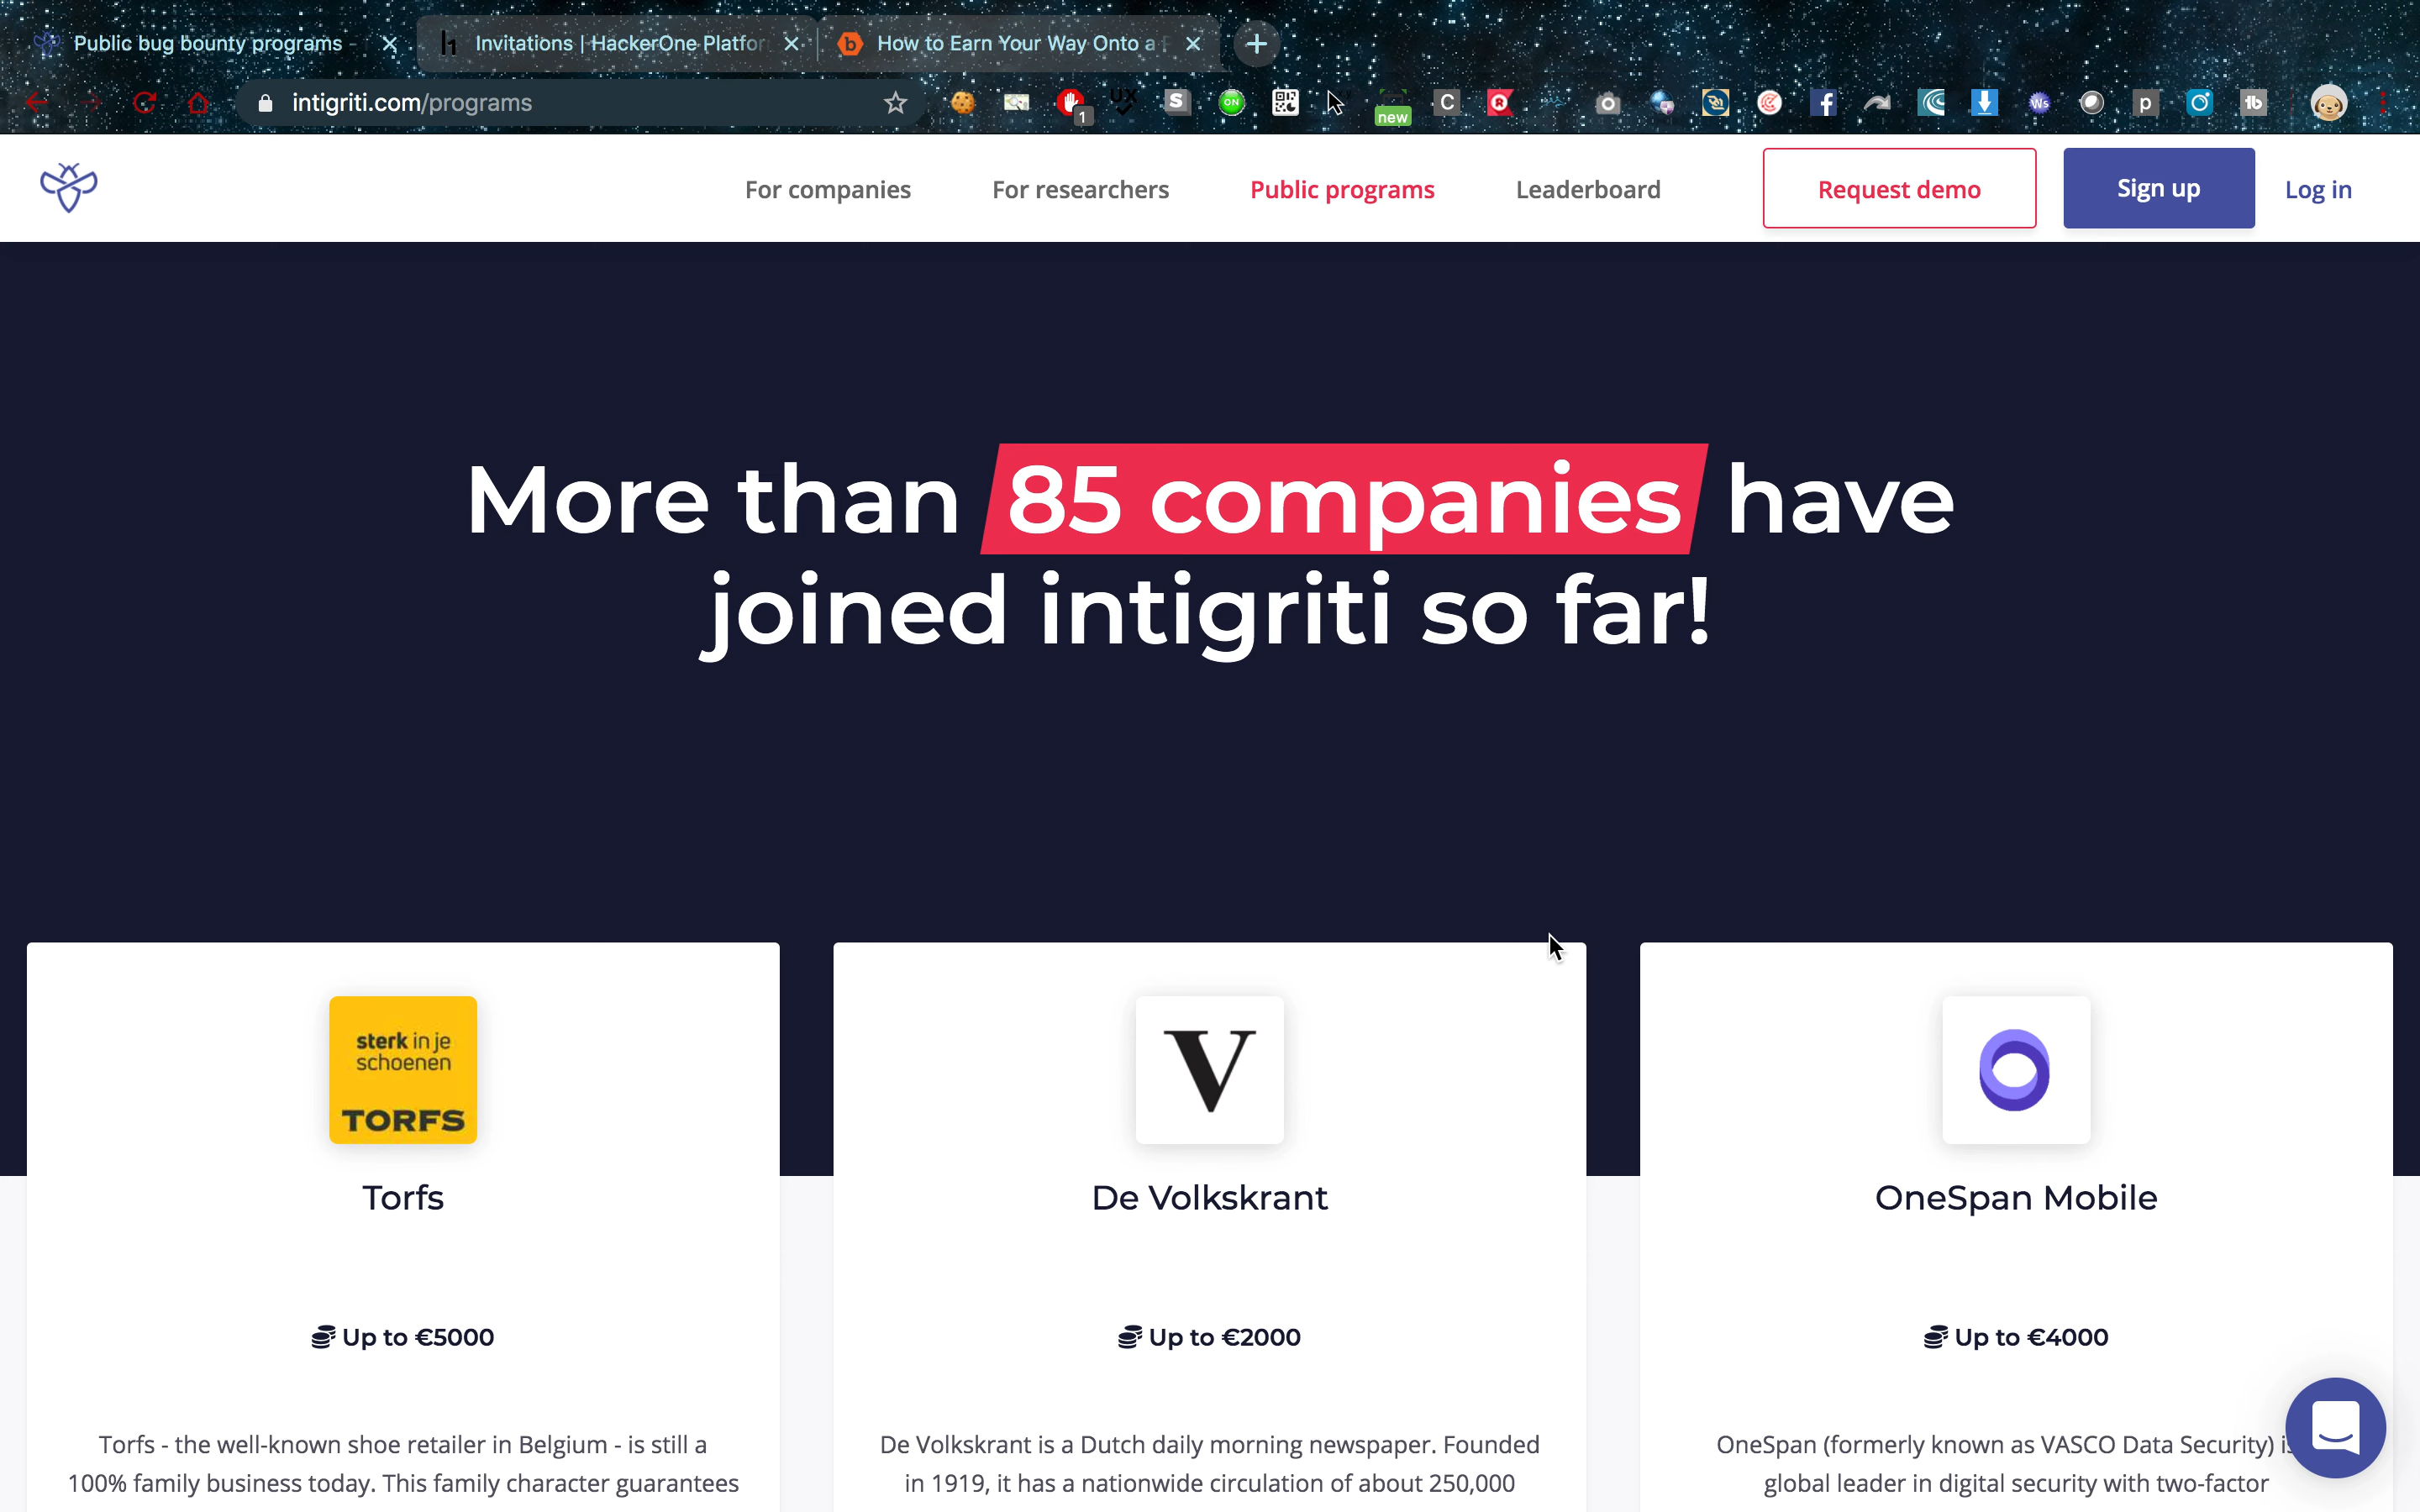 Public bug bounty programs -
Invitations | HackerOne Platfor
How to Earn Your Way Onto a
intigriti.com/programs
1
UX
S
ON
new
C
R
Ws
p
For companies
For researchers
Public programs
Leaderboard
Request demo
Sign up
Log in
More than 85 companies have
joined intigriti so far!
sterk in je
schoenen
TORFS
Torfs
Up to €5000
Torfs - the well-known shoe retailer in Belgium - is still a
100% family business today. This family character guarantees
V
De Volkskrant
Up to €2000
De Volkskrant is a Dutch daily morning newspaper. Founded
in 1919, it has a nationwide circulation of about 250,000
OneSpan Mobile
Up to €4000
OneSpan (formerly known as VASCO Data Security) is
global leader in digital security with two-factor